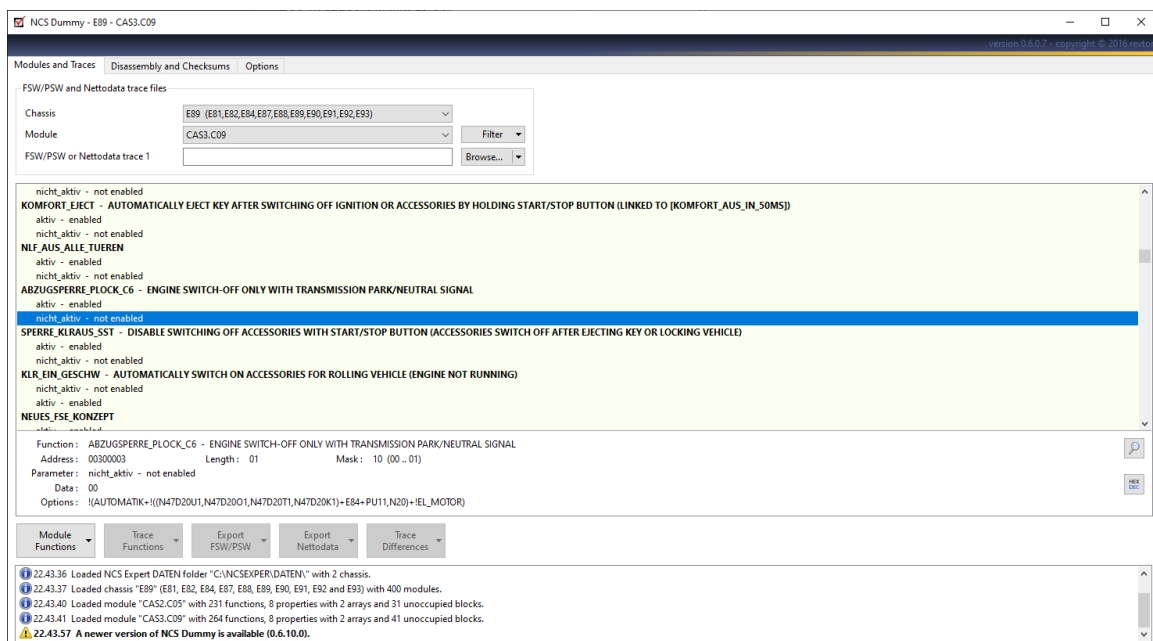 NCS Dummy - E89 - CAS3.C09
version 0.6.0.7 - copyright © 2016 revtor
Modules and Traces Disassembly and Checksums Options
FSW/PSW and Nettodata trace files
Chassis E89 (E81,E82,E84,E87,E88,E89,E90,E91,E92,E93)
Module CAS3.C09 Filter
FSW/PSW or Nettodata trace 1 Browse...
nicht_aktiv - not enabled
KOMFORT_EJECT - AUTOMATICALLY EJECT KEY AFTER SWITCHING OFF IGNITION OR ACCESSORIES BY HOLDING START/STOP BUTTON (LINKED TO [KOMFORT_AUS_IN_50MS])
aktiv - enabled
nicht_aktiv - not enabled
NLF_AUS_ALLE_TUEREN
aktiv - enabled
nicht_aktiv - not enabled
ABZUGSPERRE_PLOCK_C6 - ENGINE SWITCH-OFF ONLY WITH TRANSMISSION PARK/NEUTRAL SIGNAL
aktiv - enabled
nicht_aktiv - not enabled
SPERRE_KLRAUS_SST - DISABLE SWITCHING OFF ACCESSORIES WITH START/STOP BUTTON (ACCESSORIES SWITCH OFF AFTER EJECTING KEY OR LOCKING VEHICLE)
aktiv - enabled
nicht_aktiv - not enabled
KLR_EIN_GESCHW - AUTOMATICALLY SWITCH ON ACCESSORIES FOR ROLLING VEHICLE (ENGINE NOT RUNNING)
nicht_aktiv - not enabled
aktiv - enabled
NEUES_FSE_KONZEPT
Function : ABZUGSPERRE_PLOCK_C6 - ENGINE SWITCH-OFF ONLY WITH TRANSMISSION PARK/NEUTRAL SIGNAL
Address : 00300003 Length : 01 Mask : 10 (00 .. 01)
Parameter : nicht_aktiv - not enabled
Data : 00 HEX DEC
Options : !(AUTOMATIK+!((N47D20U1,N47D20O1,N47D20T1,N47D20K1)+E84+PU11,N20)+!EL_MOTOR)
Module Functions Trace Functions Export FSW/PSW Export Nettodata Trace Differences
22.43.36 Loaded NCS Expert DATEN folder "C:\NCSEXPER\DATEN\" with 2 chassis.
22.43.37 Loaded chassis "E89" (E81, E82, E84, E87, E88, E89, E90, E91, E92 and E93) with 400 modules.
22.43.40 Loaded module "CAS2.C05" with 231 functions, 8 properties with 2 arrays and 31 unoccupied blocks.
22.43.41 Loaded module "CAS3.C09" with 264 functions, 8 properties with 2 arrays and 41 unoccupied blocks.
22.43.57 A newer version of NCS Dummy is available (0.6.10.0).